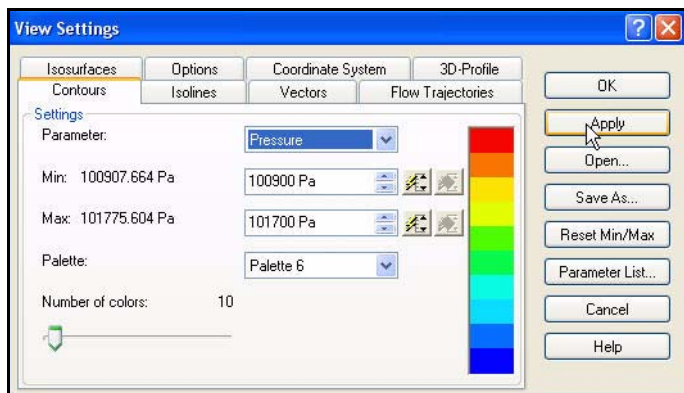 View Settings
Isosurfaces Options Coordinate System 3D-Profile
Contours Isolines Vectors Flow Trajectories
Settings
Parameter: Pressure
Min: 100907.664 Pa 100900 Pa
Max: 101775.604 Pa 101700 Pa
Palette: Palette 6
Number of colors: 10
OK
Apply
Open...
Save As...
Reset Min/Max
Parameter List...
Cancel
Help